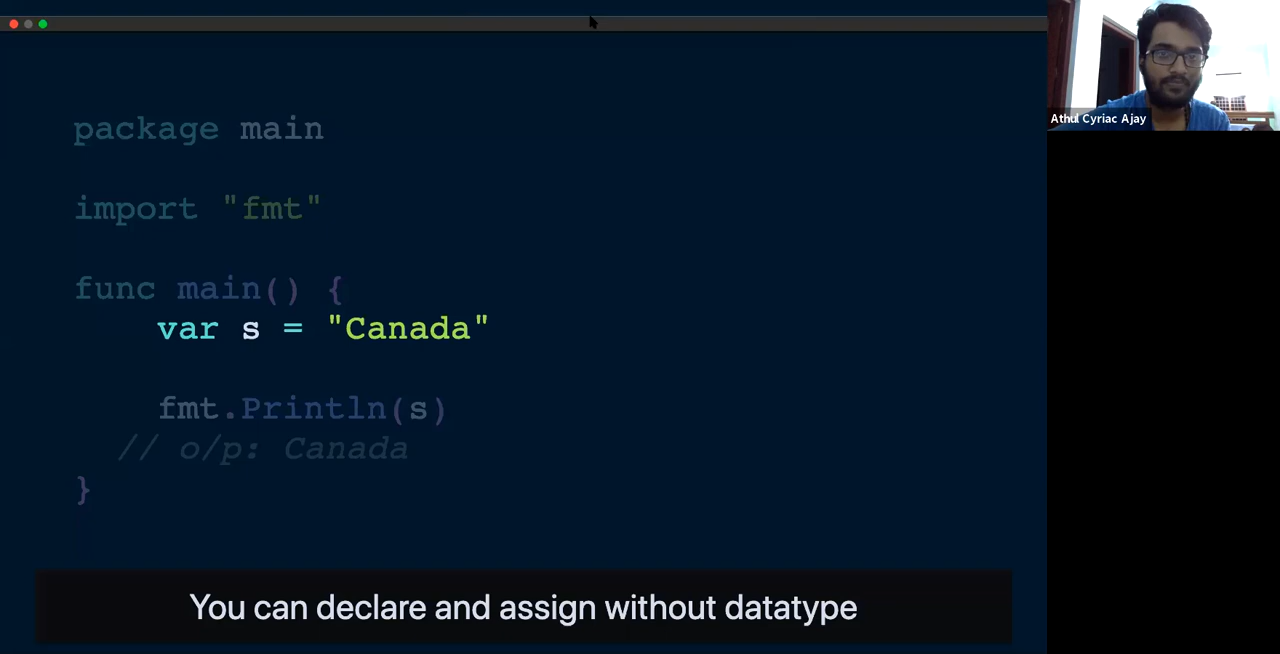 package main
import "fmt"
func main() {
var s = "Canada"
fmt.Println(s)
// o/p: Canada
}
You can declare and assign without datatype
Athul Cyriac Ajay